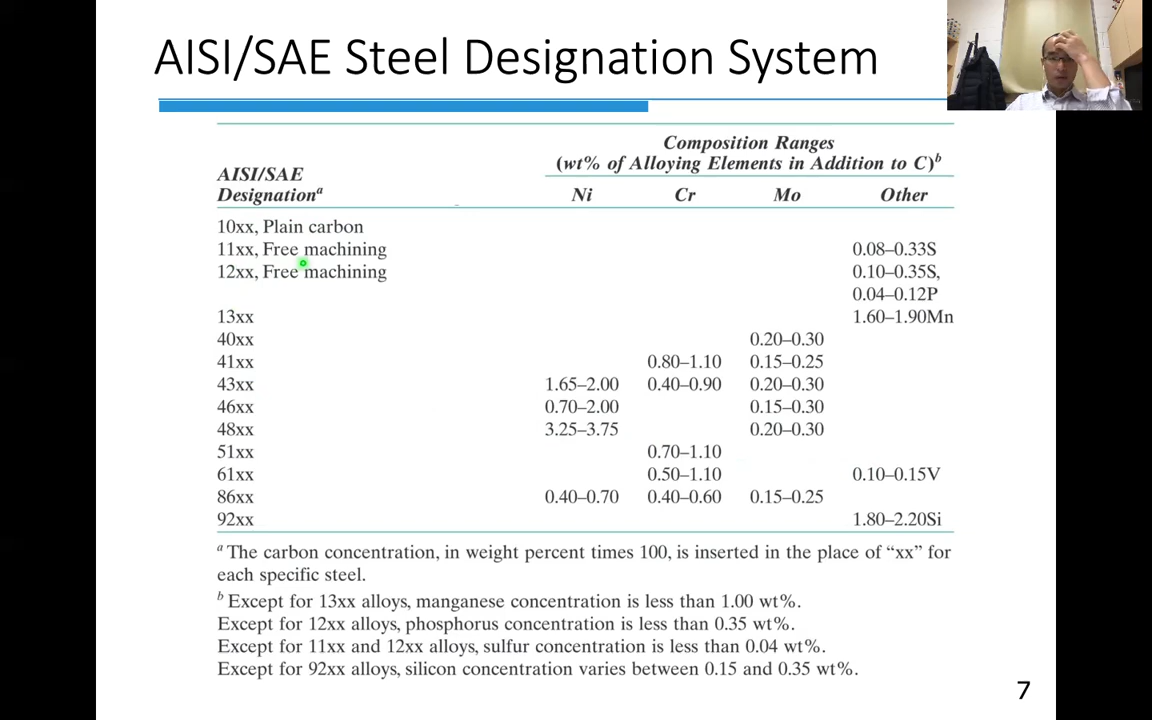 AISI/SAE Steel Designation System
Composition Ranges
(wt% of Alloying Elements in Addition to C)b
AISI/SAE
Designationa Ni Cr Mo Other
10xx, Plain carbon
11xx, Free machining 0.08–0.33S
12xx, Free machining 0.10–0.35S,
0.04–0.12P
13xx 1.60–1.90Mn
40xx 0.20–0.30
41xx 0.80–1.10 0.15–0.25
43xx 1.65–2.00 0.40–0.90 0.20–0.30
46xx 0.70–2.00 0.15–0.30
48xx 3.25–3.75 0.20–0.30
51xx 0.70–1.10
61xx 0.50–1.10 0.10–0.15V
86xx 0.40–0.70 0.40–0.60 0.15–0.25
92xx 1.80–2.20Si
a The carbon concentration, in weight percent times 100, is inserted in the place of “xx” for
each specific steel.
b Except for 13xx alloys, manganese concentration is less than 1.00 wt%.
Except for 12xx alloys, phosphorus concentration is less than 0.35 wt%.
Except for 11xx and 12xx alloys, sulfur concentration is less than 0.04 wt%.
Except for 92xx alloys, silicon concentration varies between 0.15 and 0.35 wt%.
7